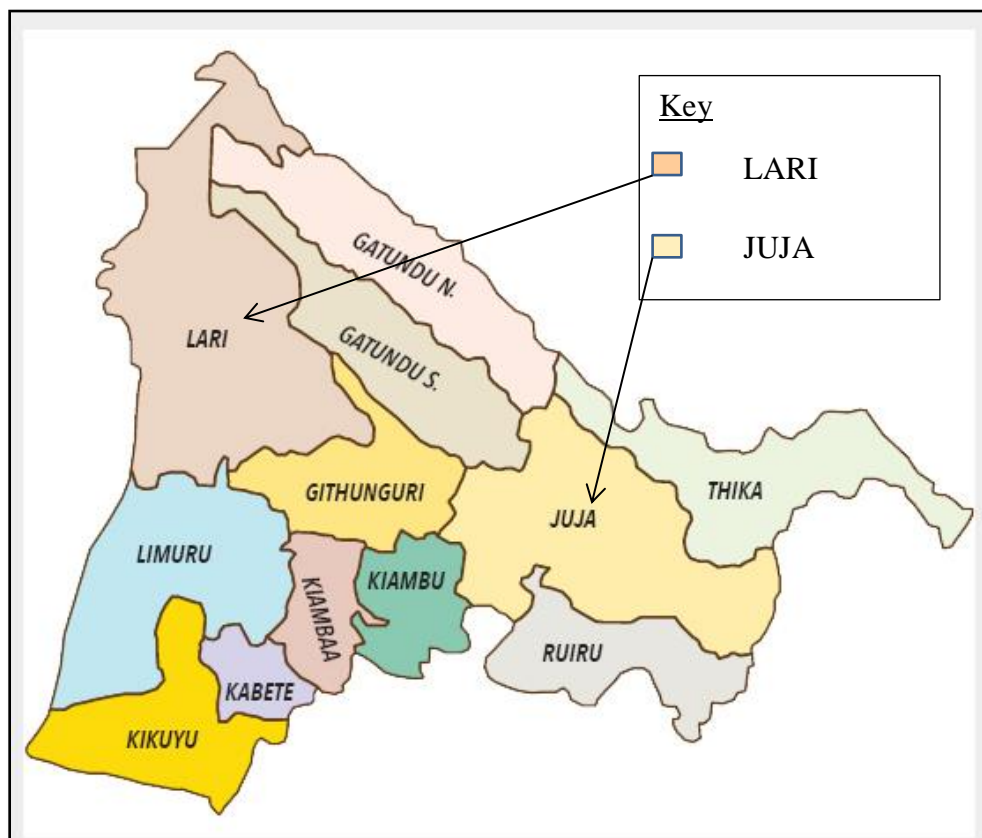 Key
LARI
JUJA
GATUNDU N.
LARI
GATUNDU S.
GITHUNGURI
THIKA
JUJA
LIMURU
KIAMBAA
KIAMBU
RUIRU
KABETE
KIKUYU